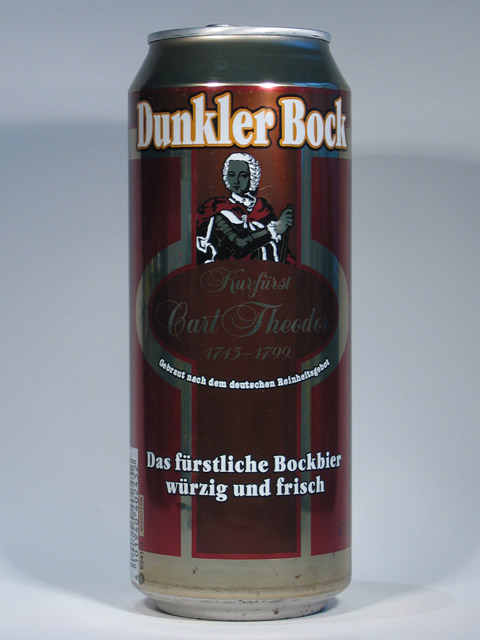 Dunkler Bock
Kurfürst
Carl Theodor
1743-1799
Gebraut nach dem deutschen Reinheitsgebot
Das fürstliche Bockbier
würzig und frisch